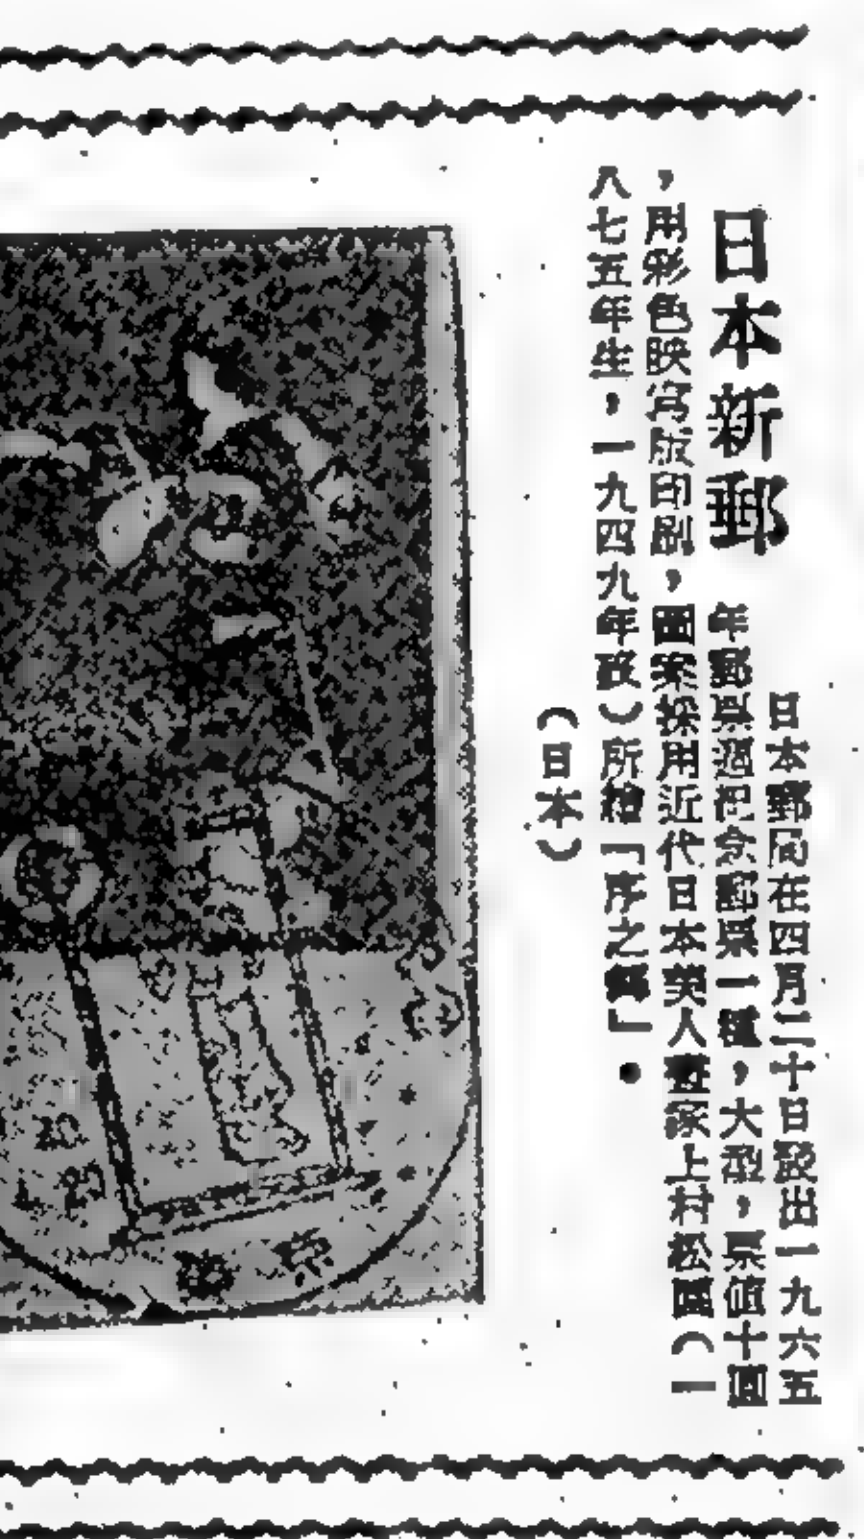 日本新郵
日本郵局在四月二十日發出一九六五
年郵票週紀念郵票一種,大型,票值十圓
,用彩色映寫版印刷,圖案採用近代日本美人畫家上村松園(一
八七五年生,一九四九年歿)所繪「序之舞」。
(日本)